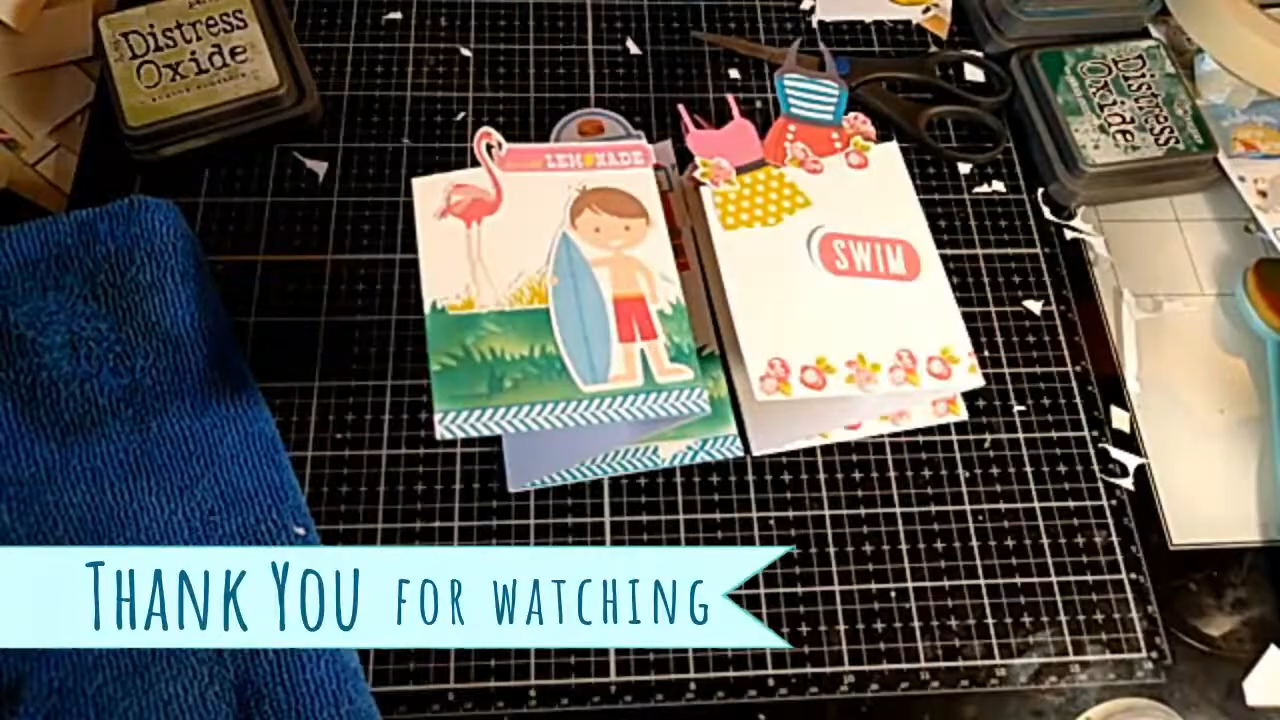 Distress
Oxide
Distress
Oxide
LEMONADE
SWIM
THANK YOU FOR WATCHING